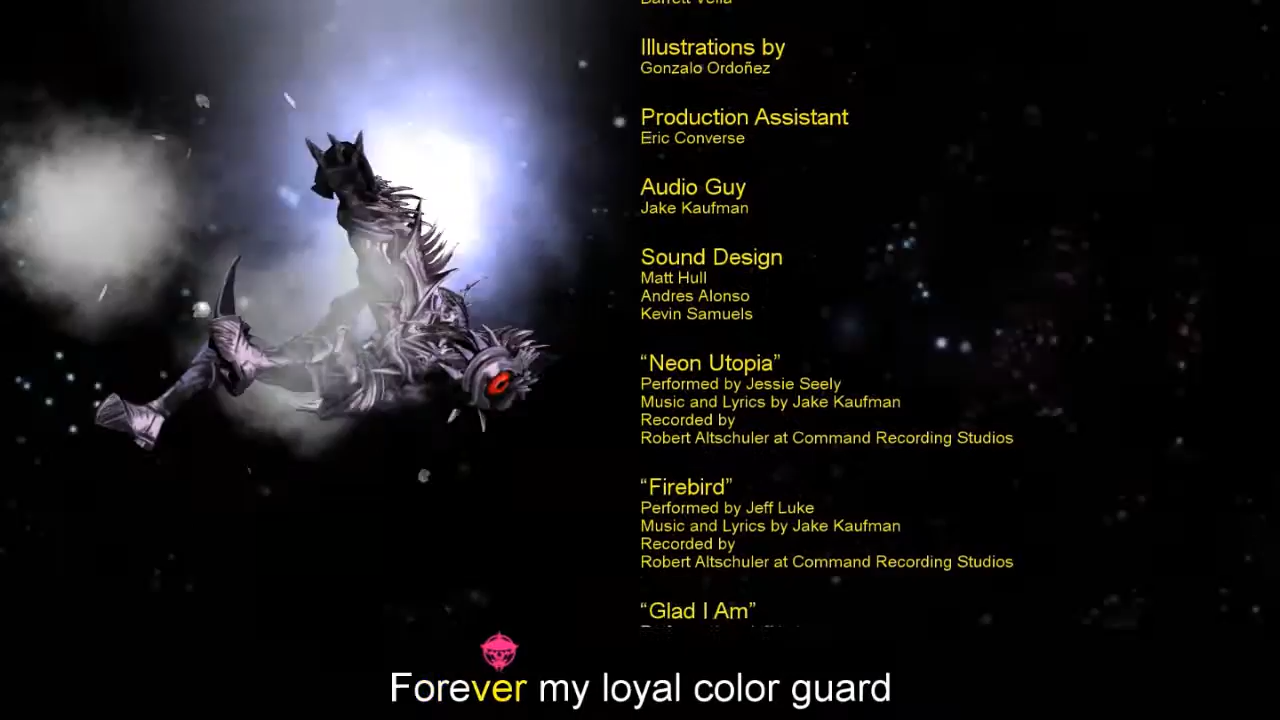 Illustrations by
Gonzalo Ordoñez
Production Assistant
Eric Converse
Audio Guy
Jake Kaufman
Sound Design
Matt Hull
Andres Alonso
Kevin Samuels
“Neon Utopia”
Performed by Jessie Seely
Music and Lyrics by Jake Kaufman
Recorded by
Robert Altschuler at Command Recording Studios
“Firebird”
Performed by Jeff Luke
Music and Lyrics by Jake Kaufman
Recorded by
Robert Altschuler at Command Recording Studios
“Glad I Am”
Forever my loyal color guard